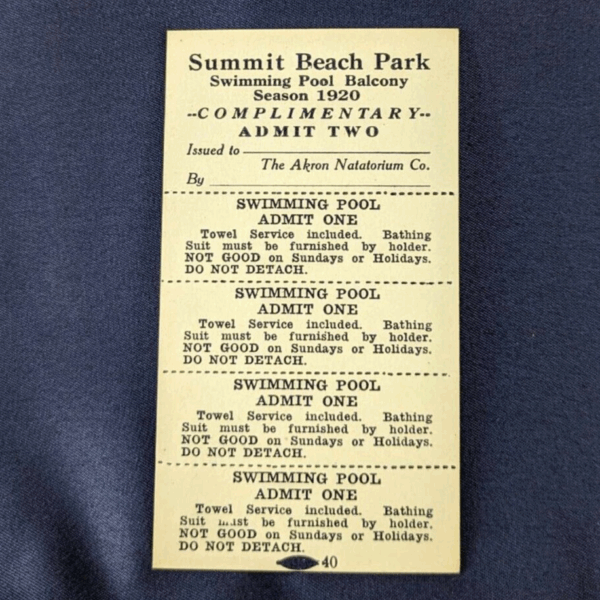 Summit Beach Park
Swimming Pool Balcony
Season 1920
--COMPLIMENTARY--
ADMIT TWO
Issued to
The Akron Natatorium Co.
By
SWIMMING POOL
ADMIT ONE
Towel Service included. Bathing
Suit must be furnished by holder.
NOT GOOD on Sundays or Holidays.
DO NOT DETACH.
SWIMMING POOL
ADMIT ONE
Towel Service included. Bathing
Suit must be furnished by holder.
NOT GOOD on Sundays or Holidays.
DO NOT DETACH.
SWIMMING POOL
ADMIT ONE
Towel Service included. Bathing
Suit must be furnished by holder.
NOT GOOD on Sundays or Holidays.
DO NOT DETACH.
SWIMMING POOL
ADMIT ONE
Towel Service included. Bathing
Suit must be furnished by holder.
NOT GOOD on Sundays or Holidays.
DO NOT DETACH.
40